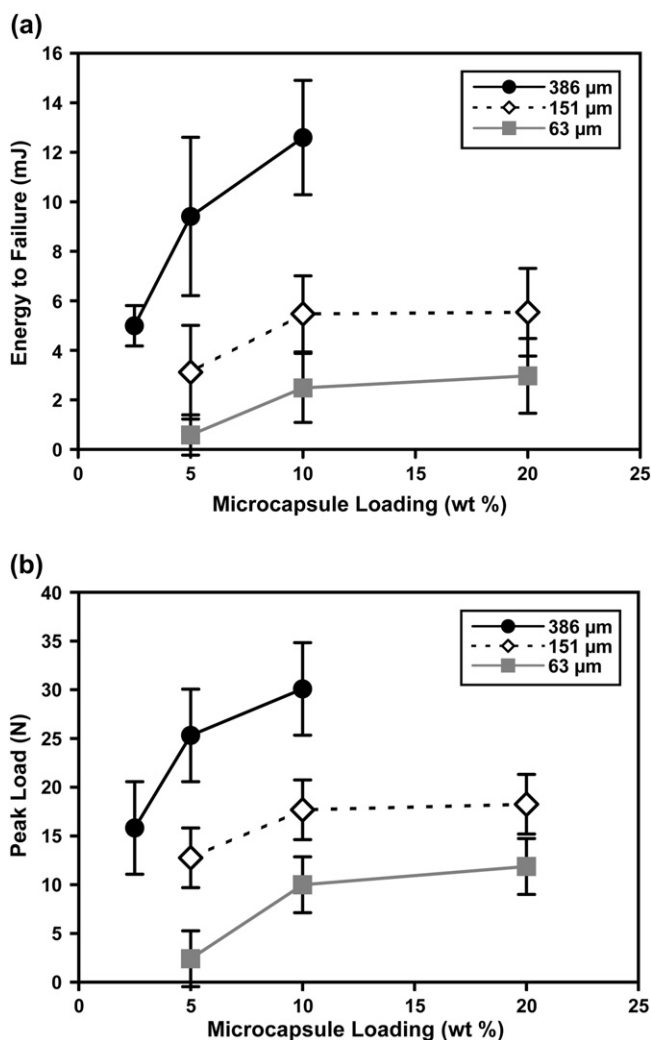 (a)
16
14
12
10
8
6
4
2
0
Energy to Failure (mJ)
386 µm
151 µm
63 µm
0 5 10 15 20 25
Microcapsule Loading (wt %)
(b)
40
35
30
25
20
15
10
5
0
Peak Load (N)
386 µm
151 µm
63 µm
0 5 10 15 20 25
Microcapsule Loading (wt %)